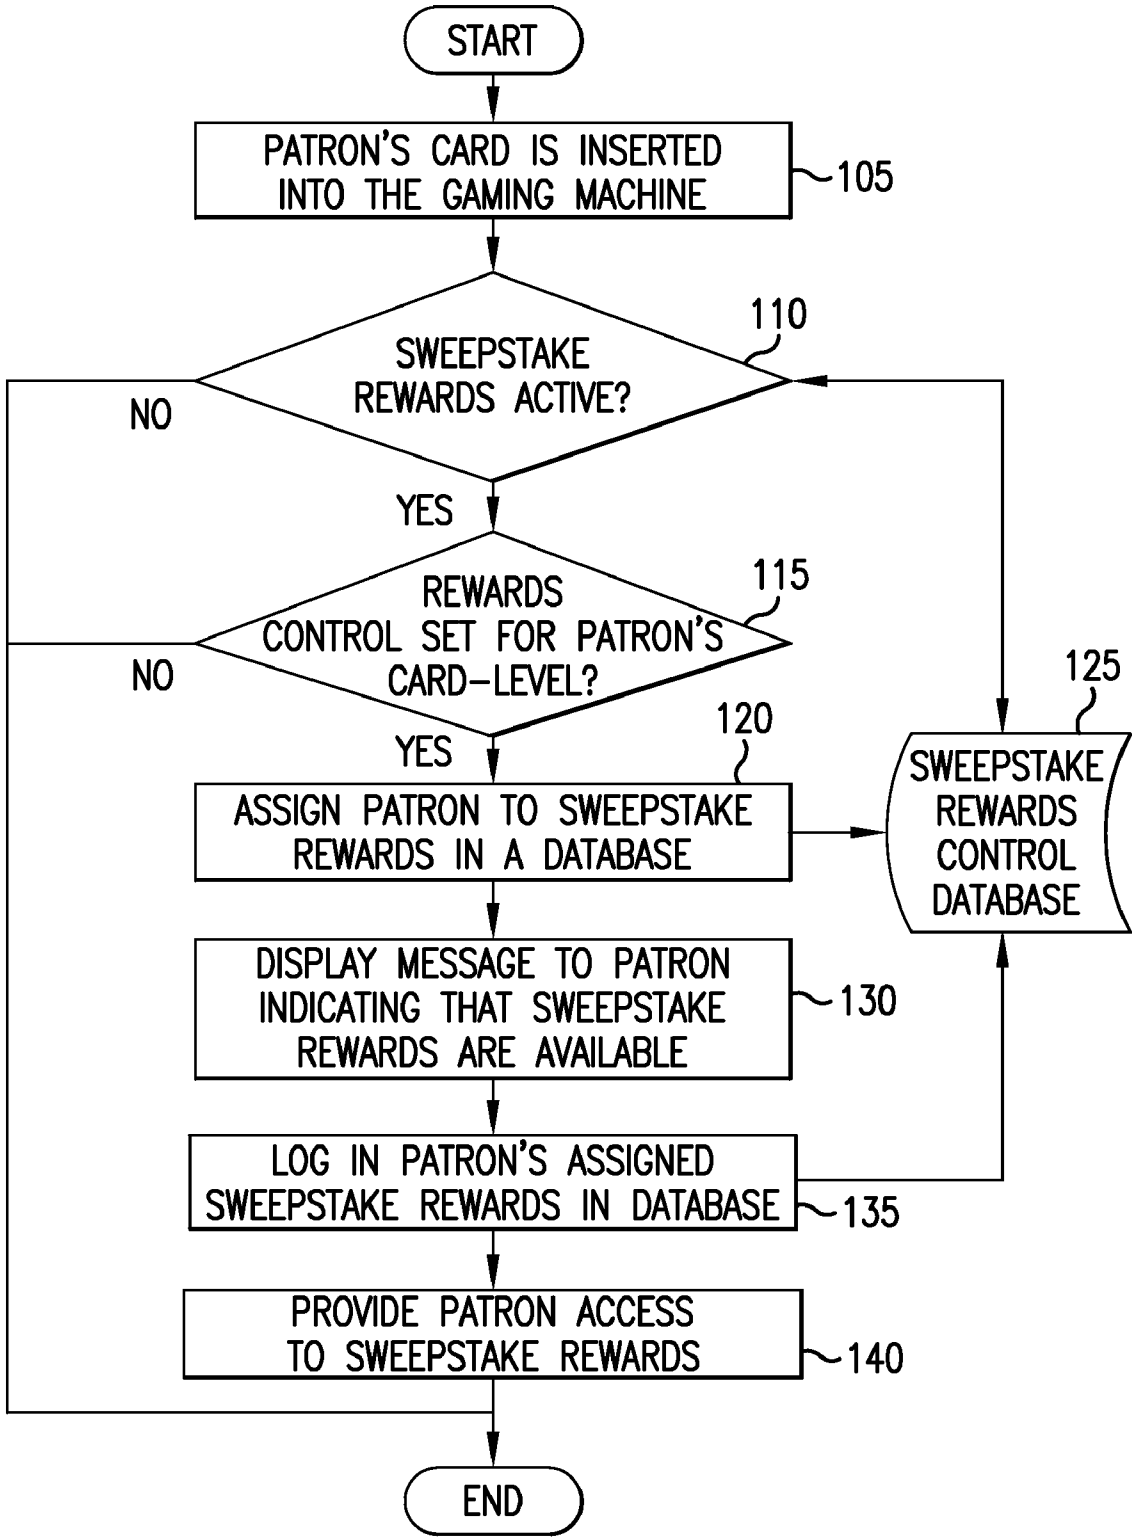 START
PATRON'S CARD IS INSERTED
INTO THE GAMING MACHINE
105
110
SWEEPSTAKE
REWARDS ACTIVE?
NO
YES
115
REWARDS
CONTROL SET FOR PATRON'S
CARD-LEVEL?
NO
YES
120
ASSIGN PATRON TO SWEEPSTAKE
REWARDS IN A DATABASE
125
SWEEPSTAKE
REWARDS
CONTROL
DATABASE
DISPLAY MESSAGE TO PATRON
INDICATING THAT SWEEPSTAKE
REWARDS ARE AVAILABLE
130
LOG IN PATRON'S ASSIGNED
SWEEPSTAKE REWARDS IN DATABASE
135
PROVIDE PATRON ACCESS
TO SWEEPSTAKE REWARDS
140
END